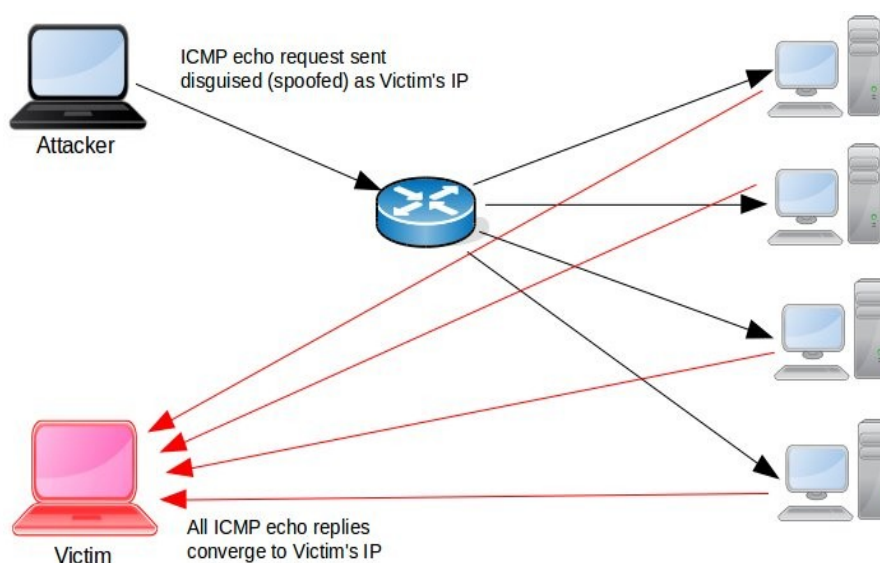 ICMP echo request sent
disguised (spoofed) as Victim's IP
Attacker
All ICMP echo replies
converge to Victim's IP
Victim